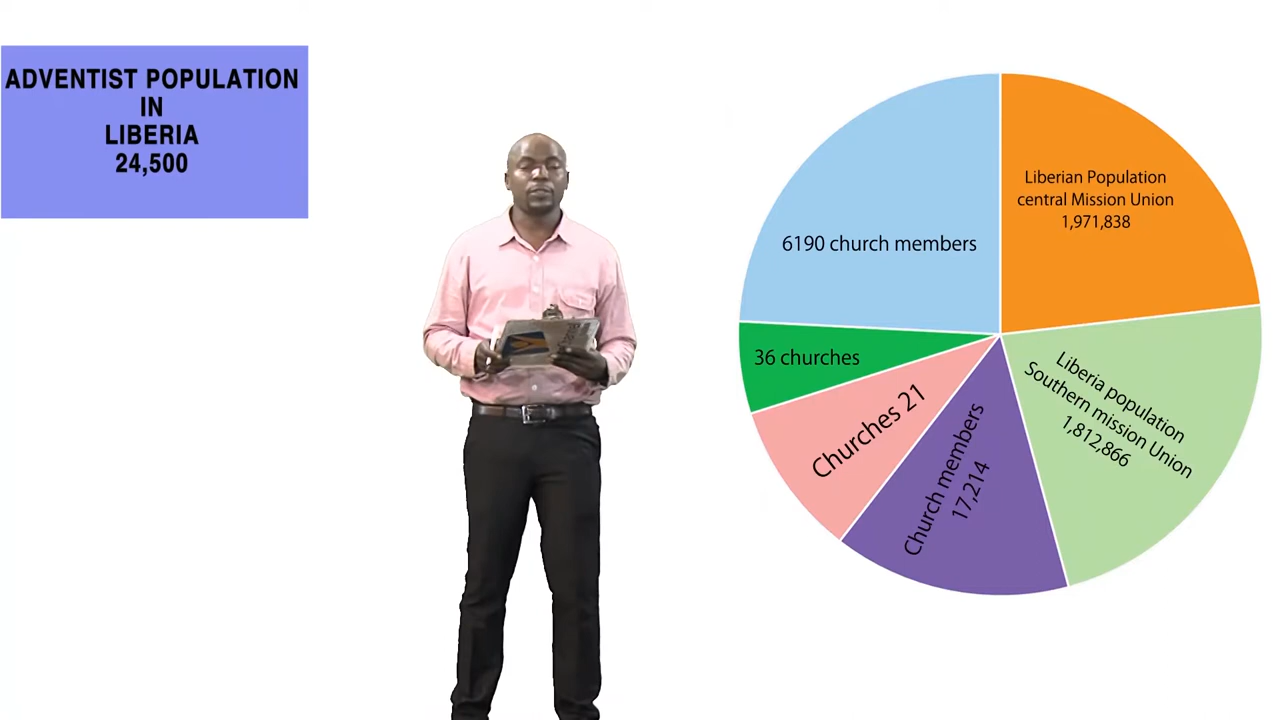 ADVENTIST POPULATION
IN
LIBERIA
24,500
6190 church members
Liberian Population
central Mission Union
1,971,838
36 churches
Churches 21
Church members
17,214
Liberia population
Southern mission Union
1,812,866